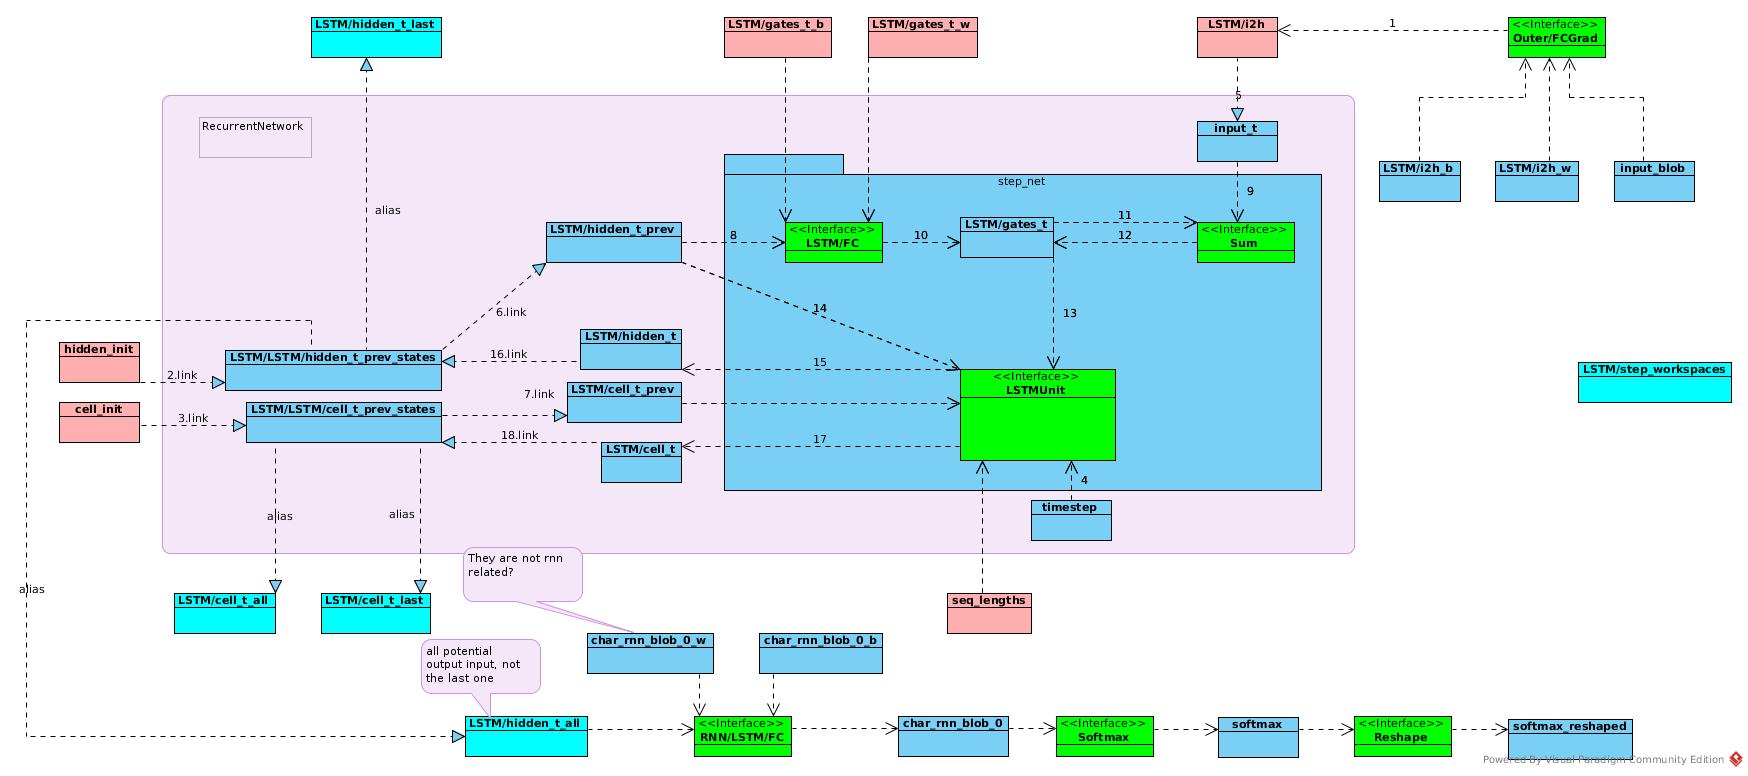 LSTM/hidden_t_last
LSTM/gates_t_b
LSTM/gates_t_w
LSTM/i2h
1
<<Interface>>
Outer/FCGrad
5
RecurrentNetwork
input_t
LSTM/i2h_b
LSTM/i2h_w
input_blob
step_net
9
alias
LSTM/hidden_t_prev
8
<<Interface>>
LSTM/FC
10
LSTM/gates_t
11
12
<<Interface>>
Sum
6.link
14
13
hidden_init
2.link
LSTM/LSTM/hidden_t_prev_states
16.link
LSTM/hidden_t
15
<<Interface>>
LSTMUnit
LSTM/step_workspaces
cell_init
3.link
LSTM/LSTM/cell_t_prev_states
7.link
LSTM/cell_t_prev
18.link
LSTM/cell_t
17
4
timestep
alias
alias
They are not rnn
related?
alias
LSTM/cell_t_all
LSTM/cell_t_last
seq_lengths
char_rnn_blob_0_w
char_rnn_blob_0_b
all potential
output input, not
the last one
LSTM/hidden_t_all
<<Interface>>
RNN/LSTM/FC
char_rnn_blob_0
<<Interface>>
Softmax
softmax
<<Interface>>
Reshape
softmax_reshaped
Powered By Visual Paradigm Community Edition